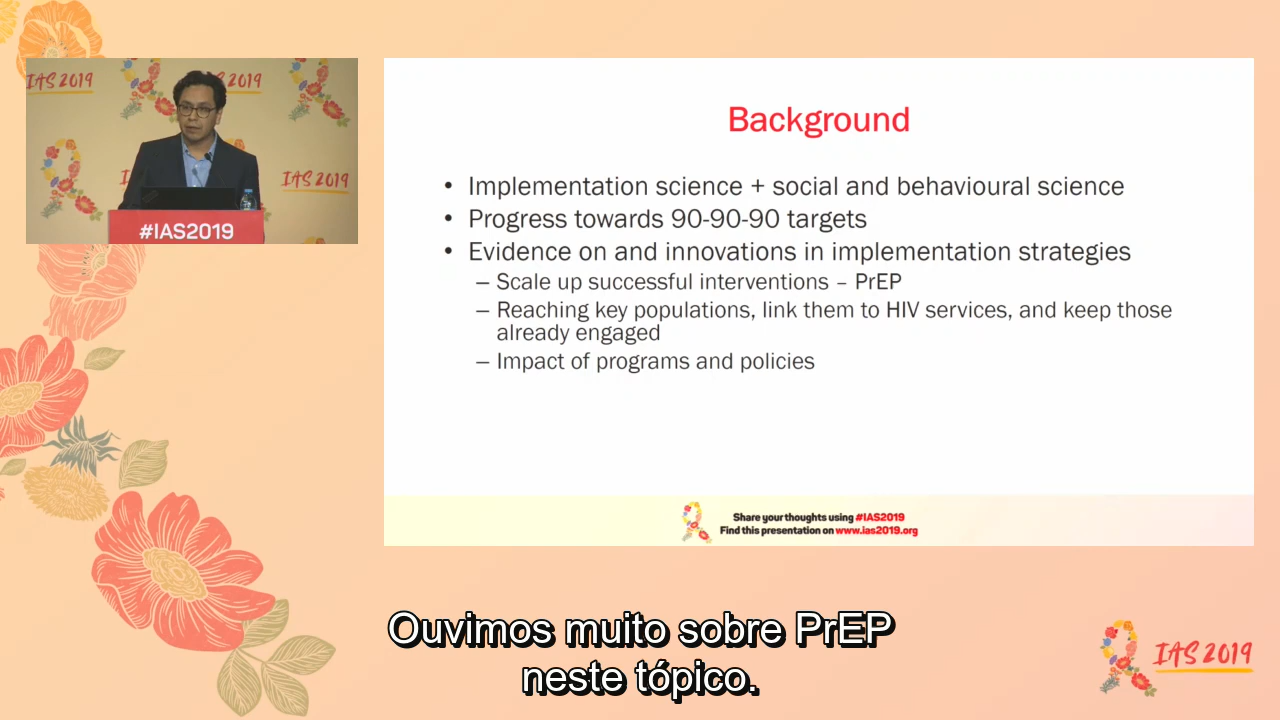 IAS 2019
IAS 2019
IAS 2019
#IAS2019
Background
• Implementation science + social and behavioural science
• Progress towards 90-90-90 targets
• Evidence on and innovations in implementation strategies
– Scale up successful interventions – PrEP
– Reaching key populations, link them to HIV services, and keep those
already engaged
– Impact of programs and policies
Share your thoughts using #IAS2019
Find this presentation on www.ias2019.org
Ouvimos muito sobre PrEP
neste tópico.
IAS 2019